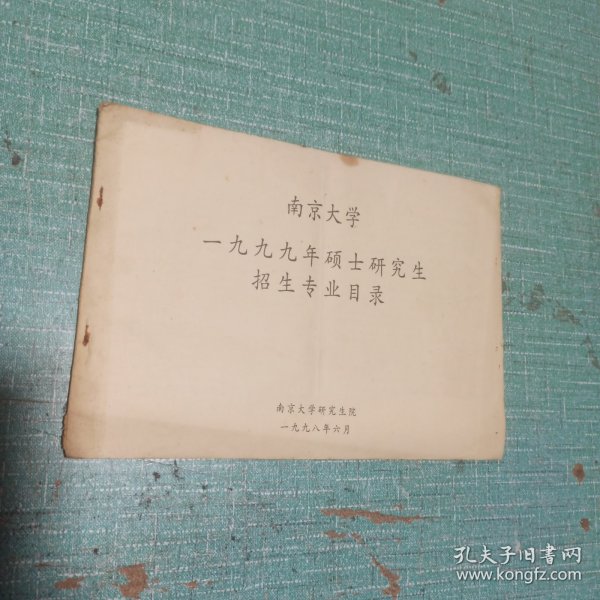 南京大学
一九九九年硕士研究生
招生专业目录
南京大学研究生院
一九九八年六月
孔夫子旧書网
www.kongfz.com